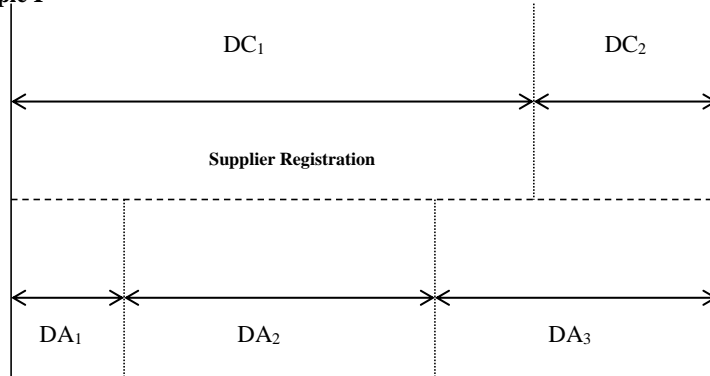 DC₁ DC₂
Supplier Registration
DA₁ DA₂ DA₃